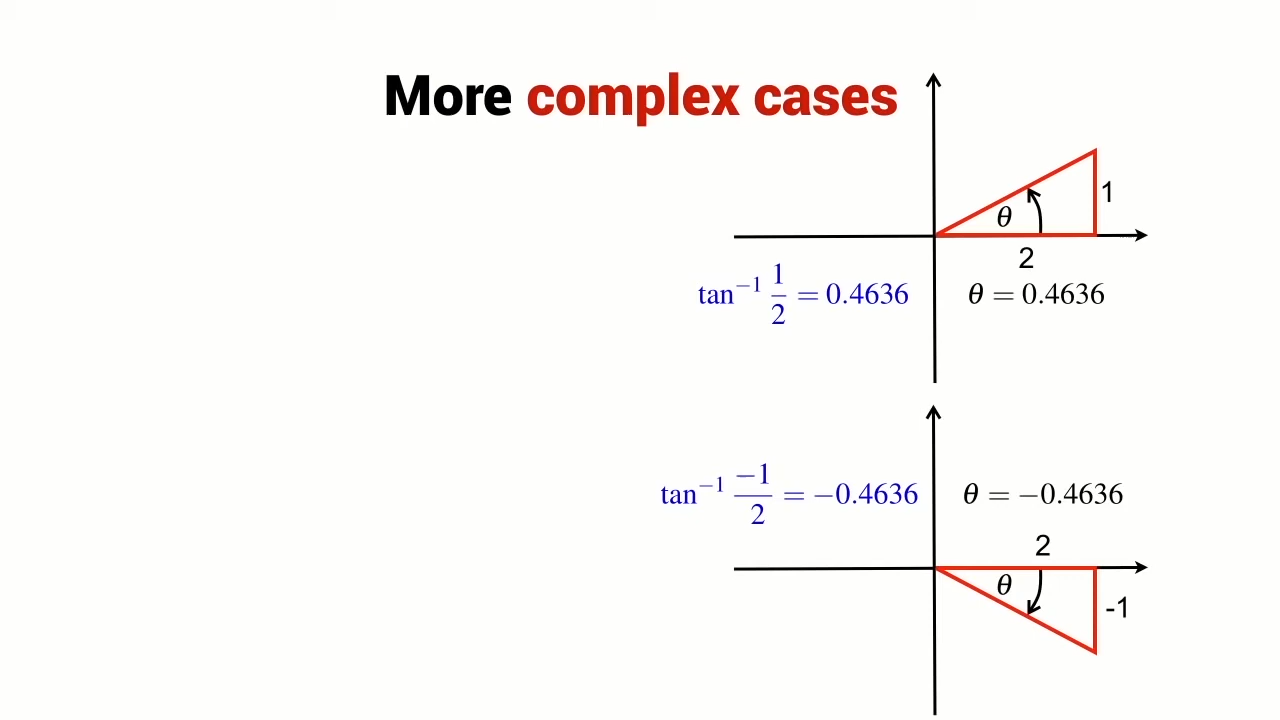 More complex cases
θ
1
2
tan⁻¹ 1/2 = 0.4636
θ = 0.4636
tan⁻¹ −1/2 = −0.4636
θ = −0.4636
2
θ
-1